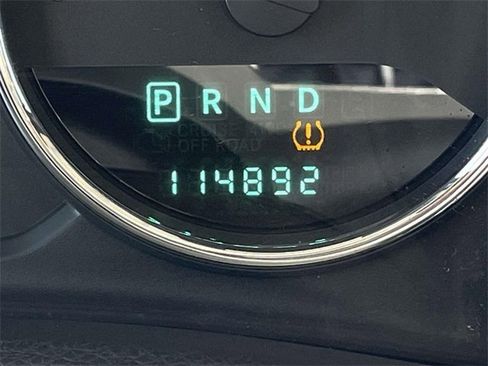 P R N D
CRUISE
OFF ROAD
114892